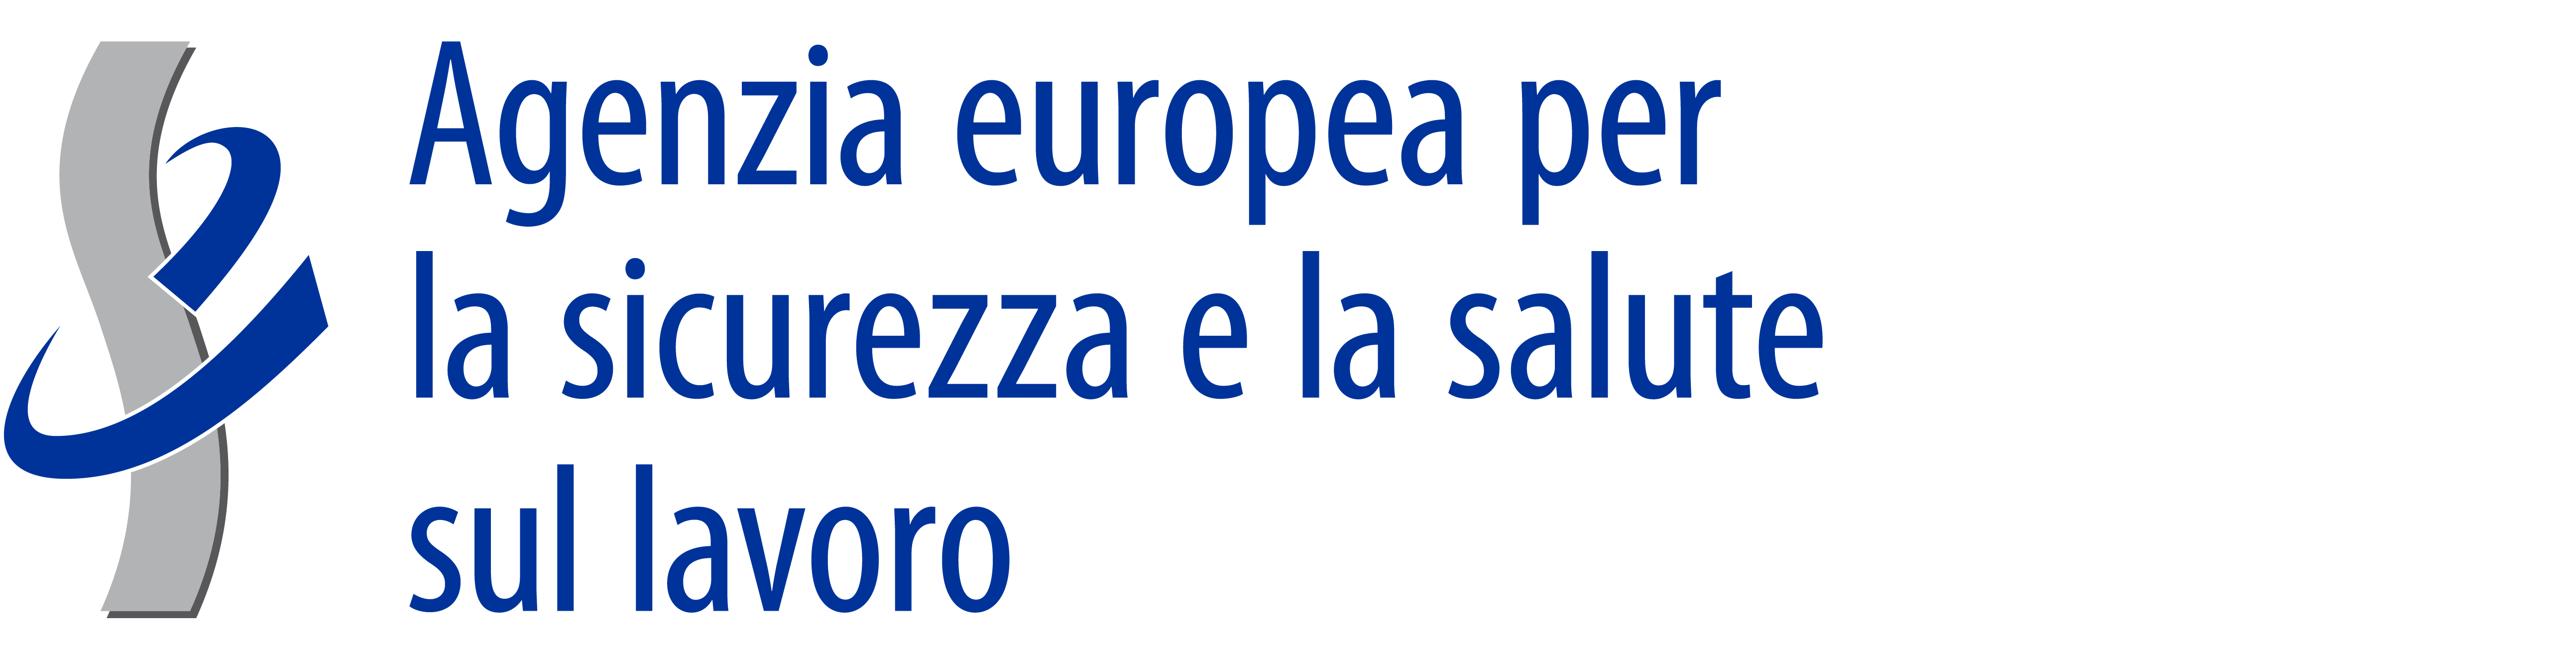 Agenzia europea per
la sicurezza e la salute
sul lavoro